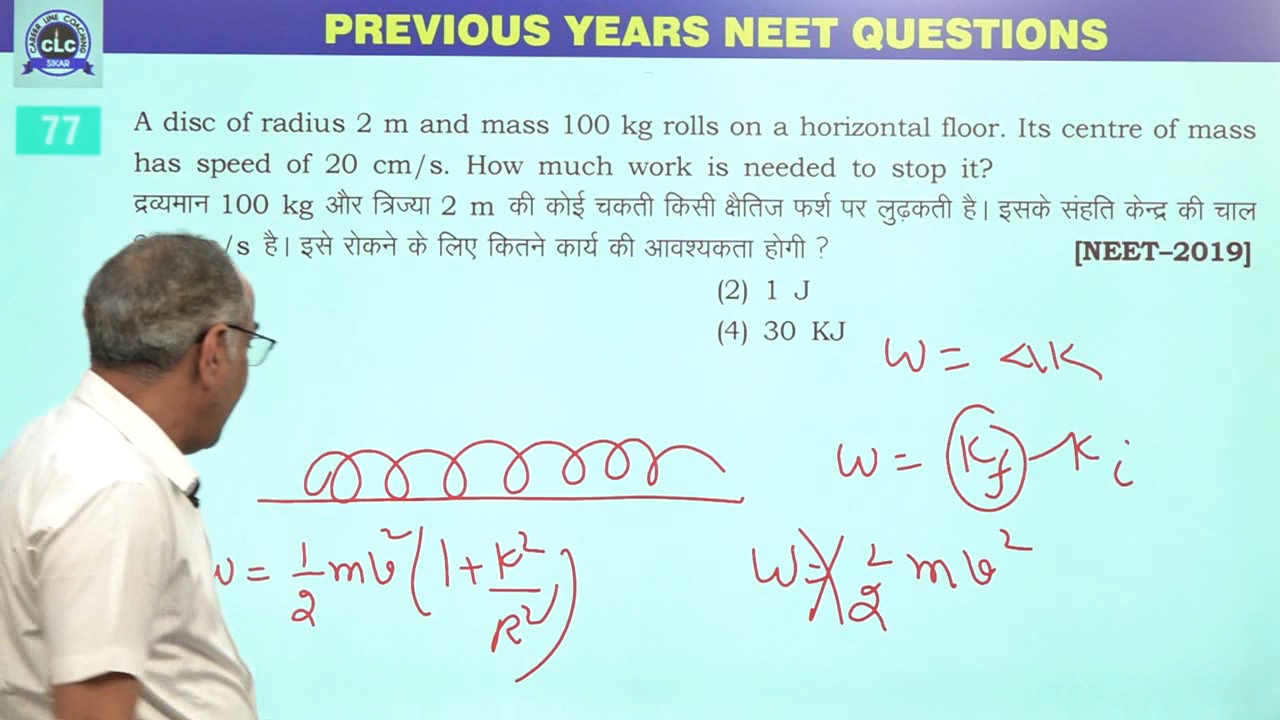 PREVIOUS YEARS NEET QUESTIONS
CAREER LINE COACHING
CLC
SIKAR
77
A disc of radius 2 m and mass 100 kg rolls on a horizontal floor. Its centre of mass
has speed of 20 cm/s. How much work is needed to stop it?
द्रव्यमान 100 kg और त्रिज्या 2 m की कोई चकती किसी क्षैतिज फर्श पर लुढ़कती है। इसके संहति केन्द्र की चाल
/s है। इसे रोकने के लिए कितने कार्य की आवश्यकता होगी ?
[NEET–2019]
(2) 1 J
(4) 30 KJ
W = ΔK
W = Kf - Ki
W = 1/2 mv² (1 + K²/R²)
W = 1/2 mv²